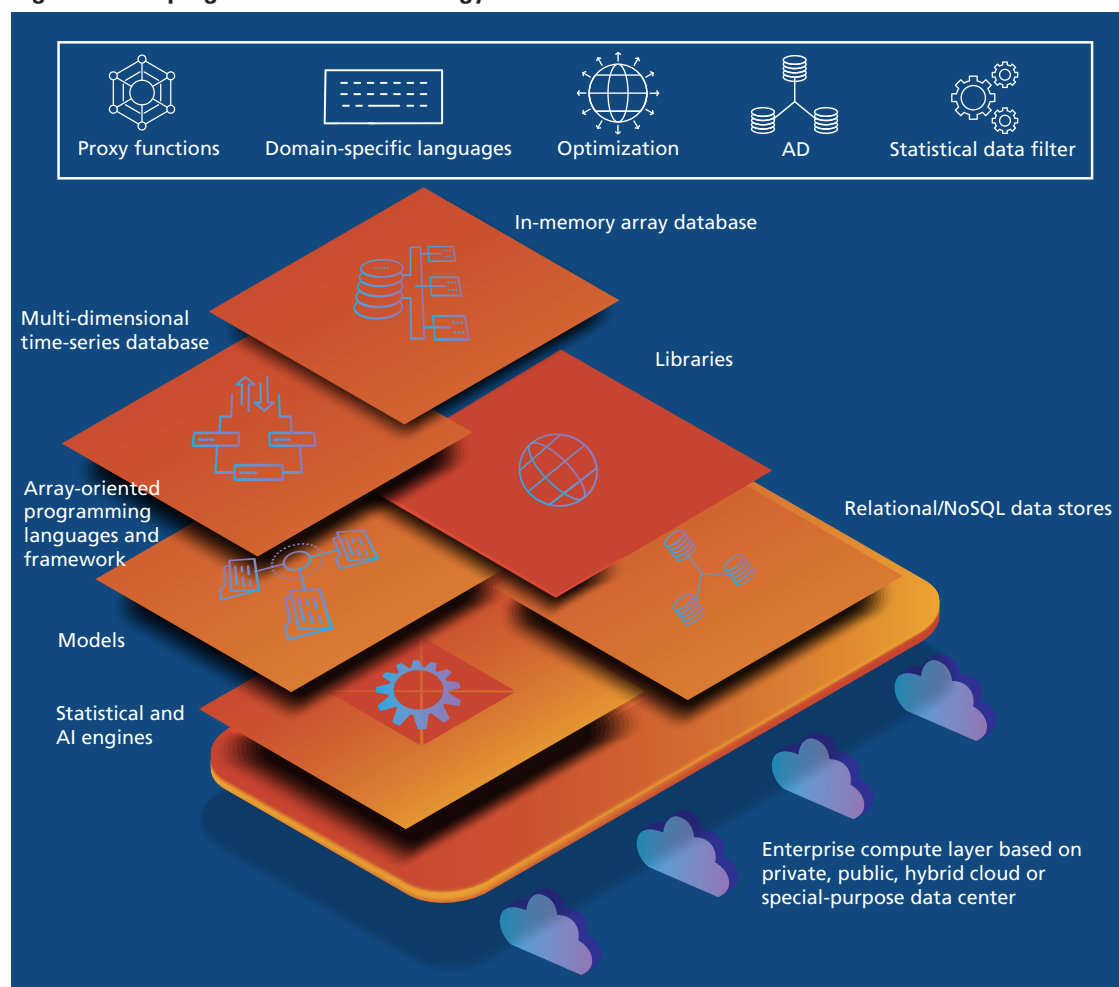 Proxy functions
Domain-specific languages
Optimization
AD
Statistical data filter
In-memory array database
Multi-dimensional
time-series database
Libraries
Array-oriented
programming
languages and
framework
Relational/NoSQL data stores
Models
Statistical and
AI engines
Enterprise compute layer based on
private, public, hybrid cloud or
special-purpose data center